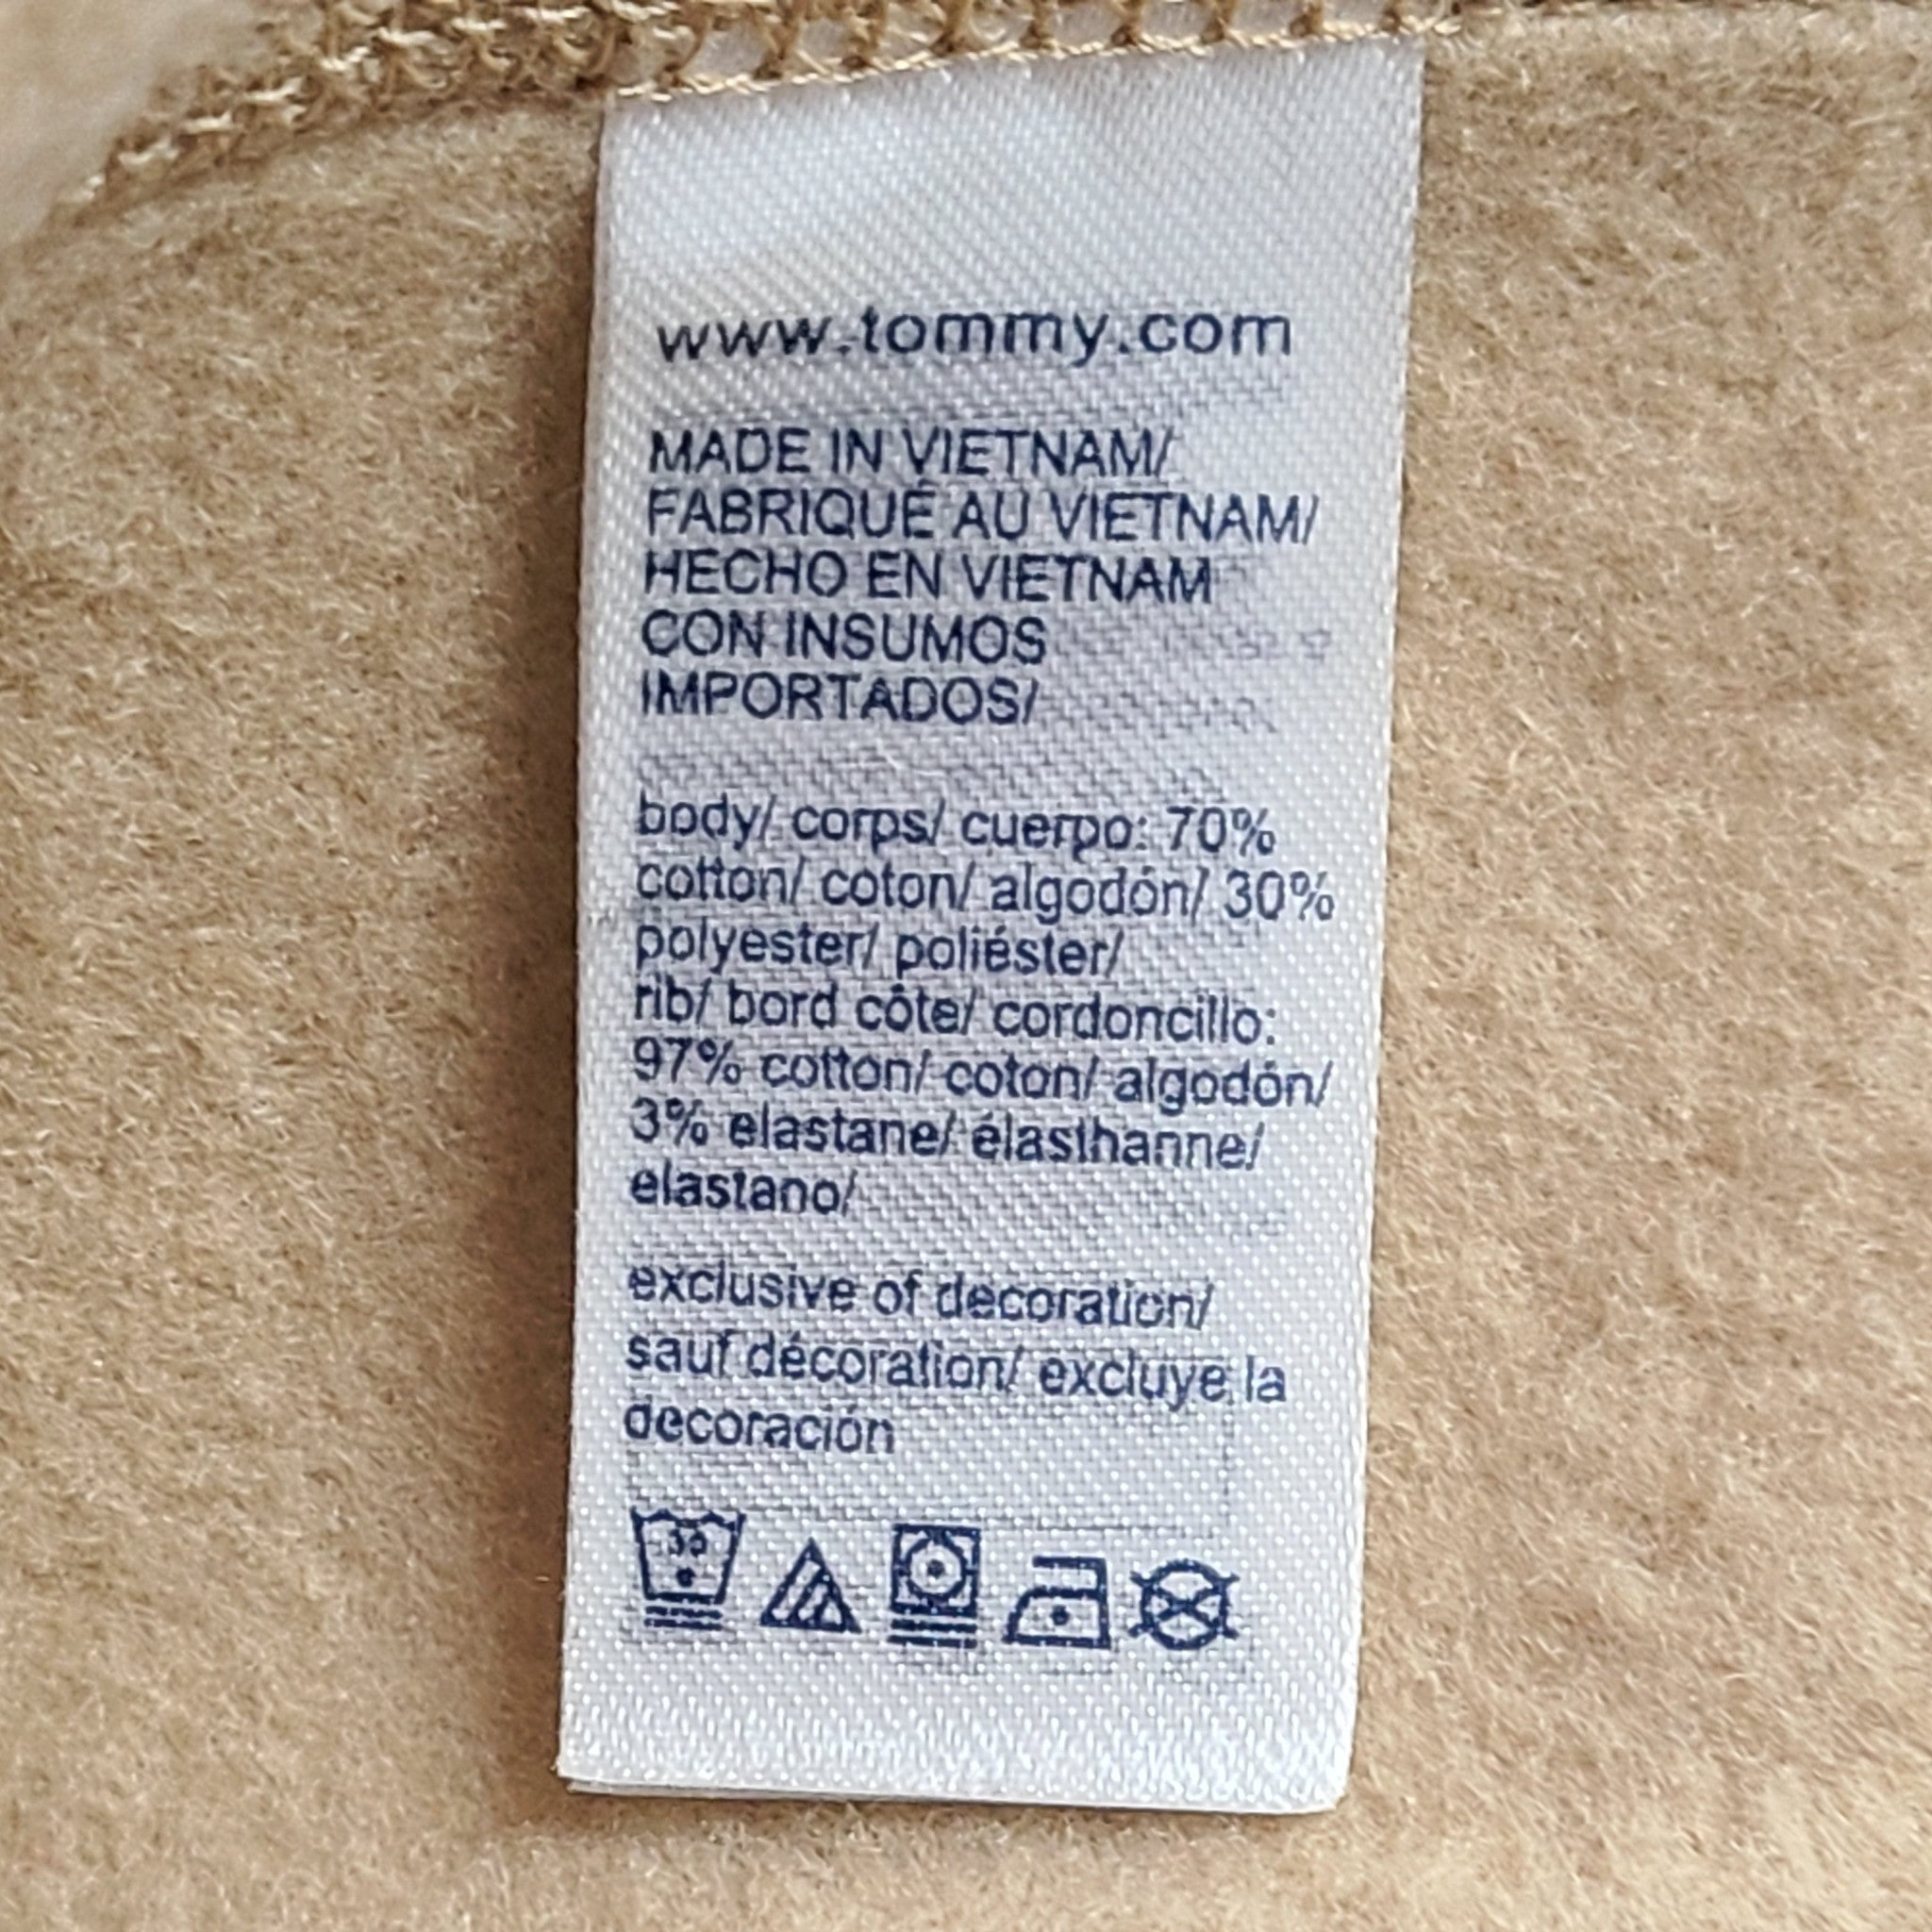 www.tommy.com
MADE IN VIETNAM/
FABRIQUÉ AU VIETNAM/
HECHO EN VIETNAM
CON INSUMOS
IMPORTADOS/
body/ corps/ cuerpo: 70%
cotton/ coton/ algodón/ 30%
polyester/ poliéster/
rib/ bord côte/ cordoncillo:
97% cotton/ coton/ algodón/
3% elastane/ élasthanne/
elastano/
exclusive of decoration/
sauf décoration/ excluye la
decoración
30